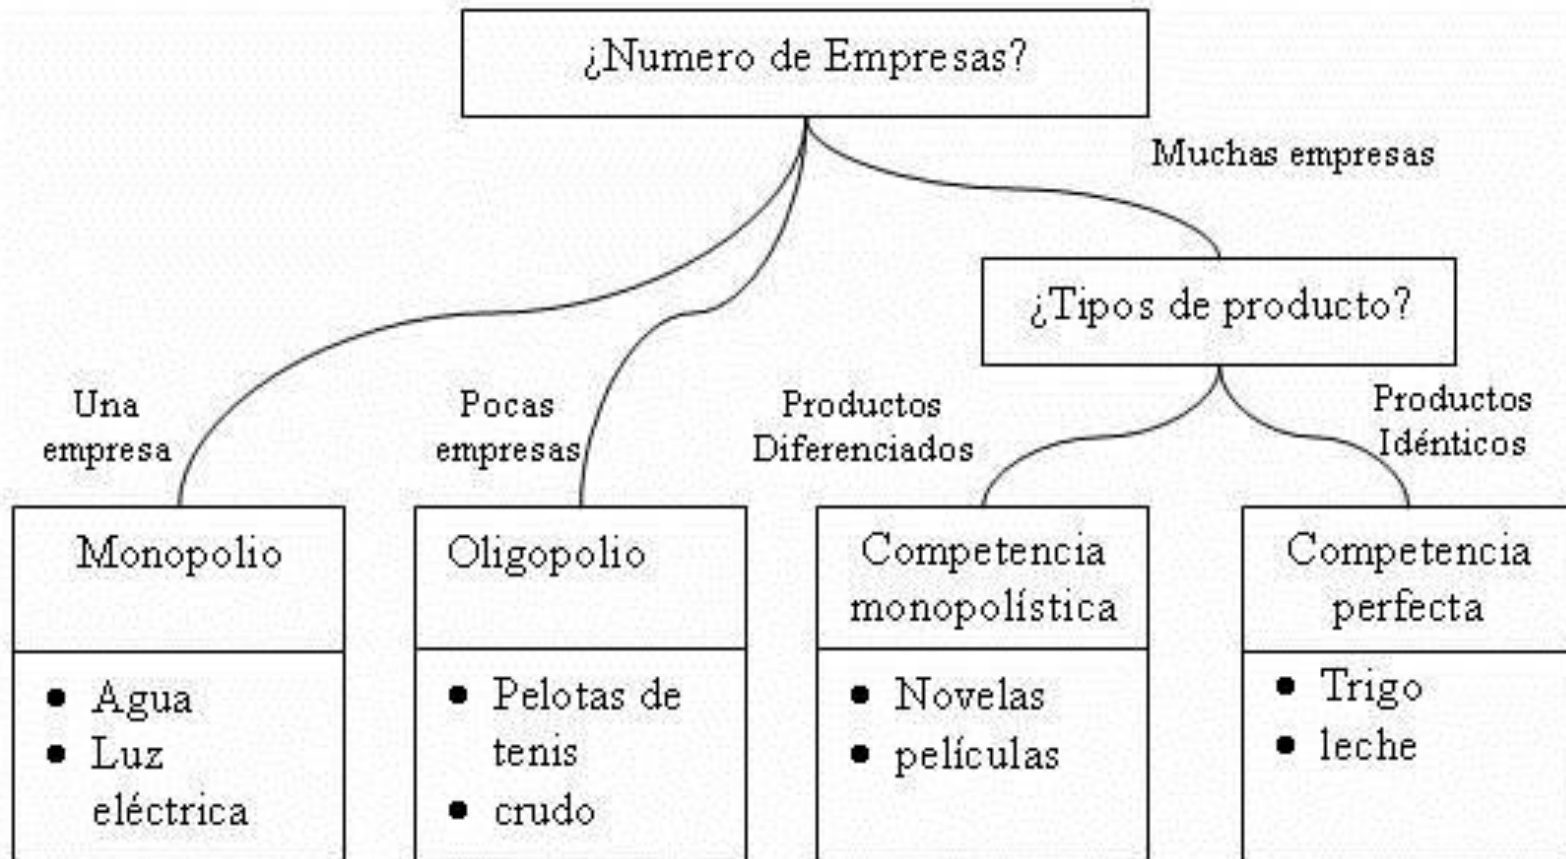 ¿Numero de Empresas?
Muchas empresas
¿Tipos de producto?
Una
empresa
Pocas
empresas
Productos
Diferenciados
Productos
Idénticos
Monopolio
Agua
Luz
eléctrica
Oligopolio
Pelotas de
tenis
crudo
Competencia
monopolística
Novelas
películas
Competencia
perfecta
Trigo
leche